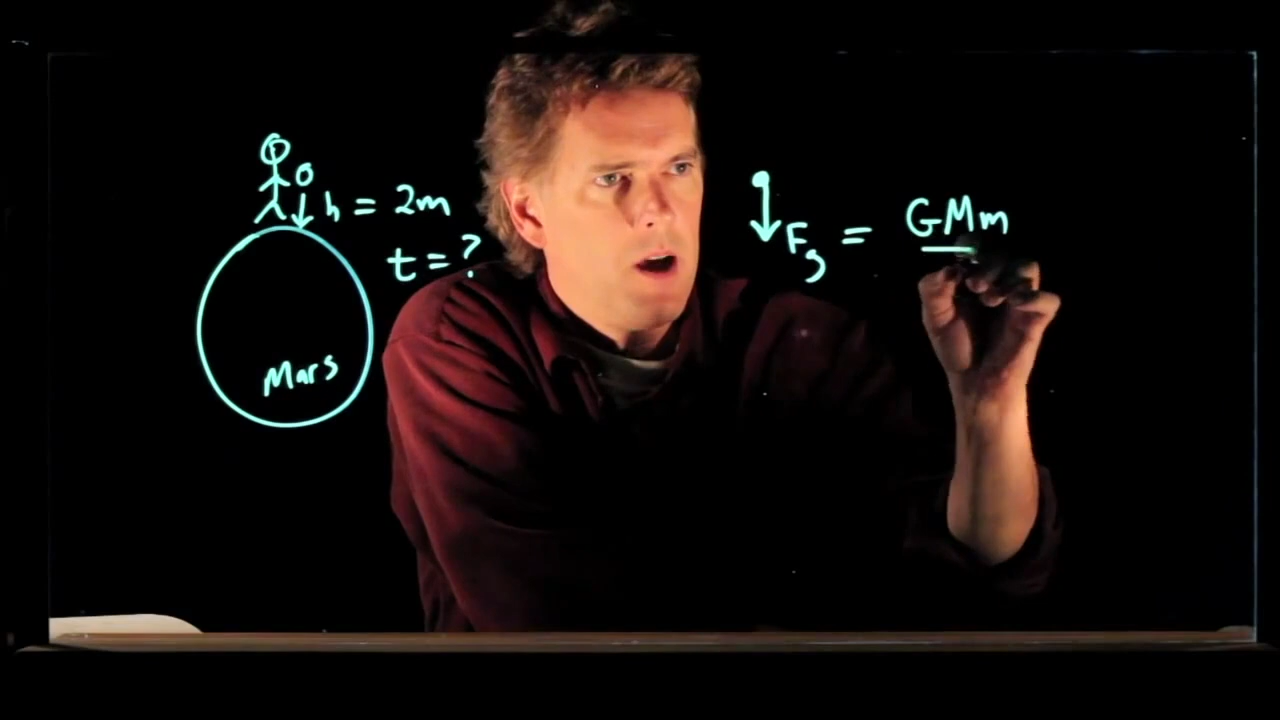 h = 2m
t = ?
Mars
Fg = GMm